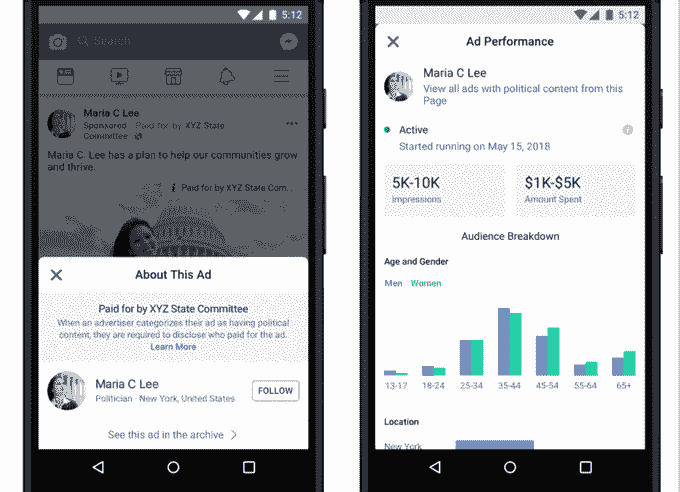 5:12
Search
Maria C Lee
Sponsored · Paid for by XYZ State
Committee ·
Maria C. Lee has a plan to help our communities grow
and thrive.
i Paid for by XYZ State Com...
About This Ad
Paid for by XYZ State Committee
When an advertiser categorizes their ad as having political
content, they are required to disclose who paid for the ad.
Learn More
Maria C Lee
Politician · New York, United States
FOLLOW
See this ad in the archive
5:12
Ad Performance
Maria C Lee
View all ads with political content from this
Page
Active
Started running on May 15, 2018
5K-10K
Impressions
$1K-$5K
Amount Spent
Audience Breakdown
Age and Gender
Men Women
13-17 18-24 25-34 35-44 45-54 55-64 65+
Location
New York